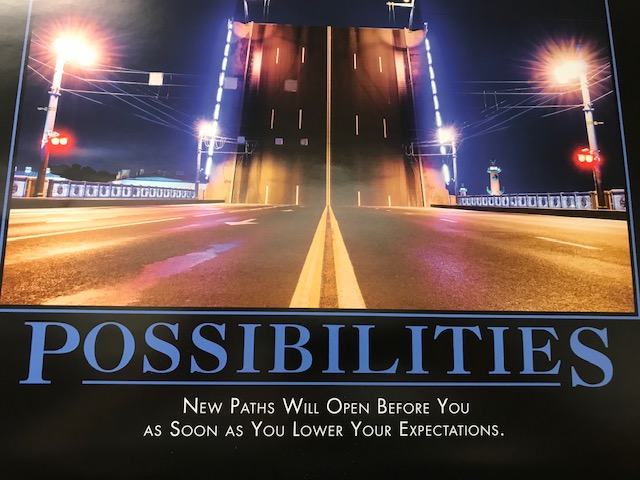 POSSIBILITIES
NEW PATHS WILL OPEN BEFORE YOU
AS SOON AS YOU LOWER YOUR EXPECTATIONS.